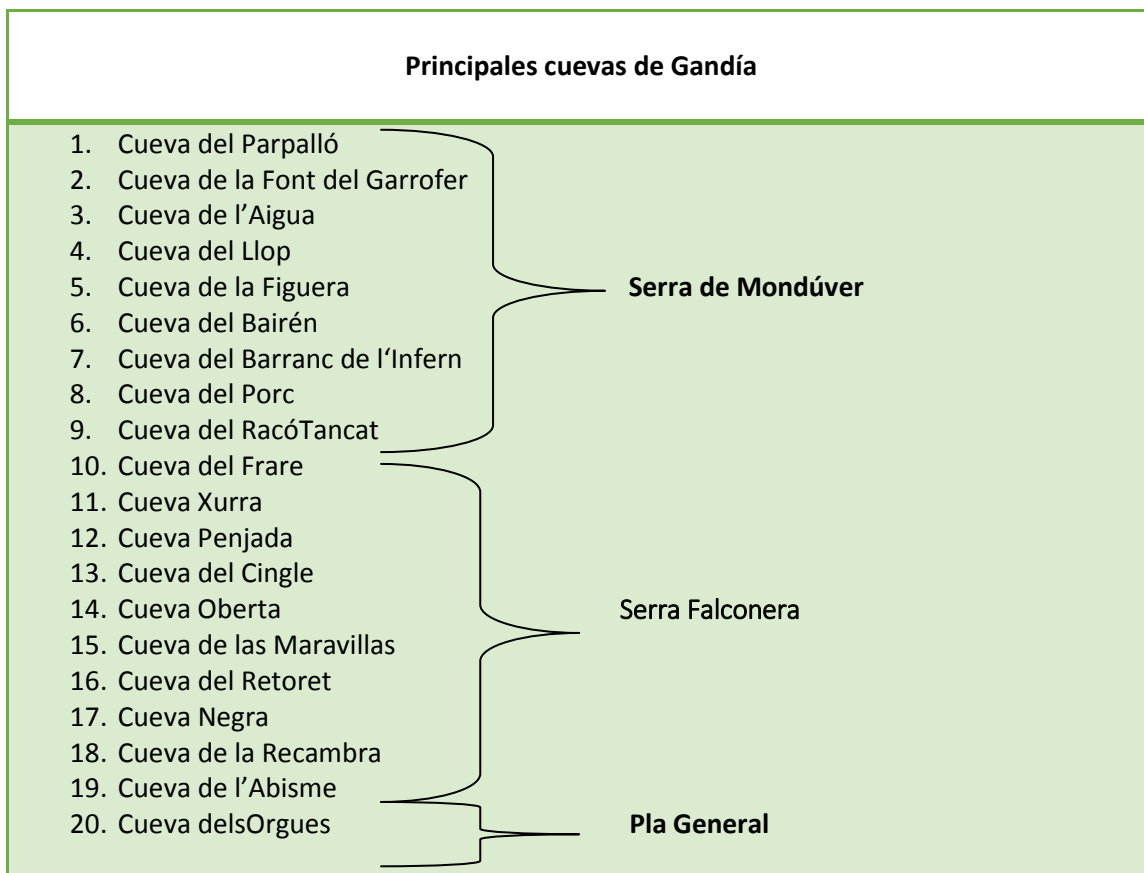 Principales cuevas de Gandía
1. Cueva del Parpalló
2. Cueva de la Font del Garrofer
3. Cueva de l’Aigua
4. Cueva del Llop
5. Cueva de la Figuera
6. Cueva del Bairén
7. Cueva del Barranc de l‘Infern
8. Cueva del Porc
9. Cueva del RacóTancat
Serra de Mondúver
10. Cueva del Frare
11. Cueva Xurra
12. Cueva Penjada
13. Cueva del Cingle
14. Cueva Oberta
15. Cueva de las Maravillas
16. Cueva del Retoret
17. Cueva Negra
18. Cueva de la Recambra
19. Cueva de l’Abisme
Serra Falconera
20. Cueva delsOrgues
Pla General